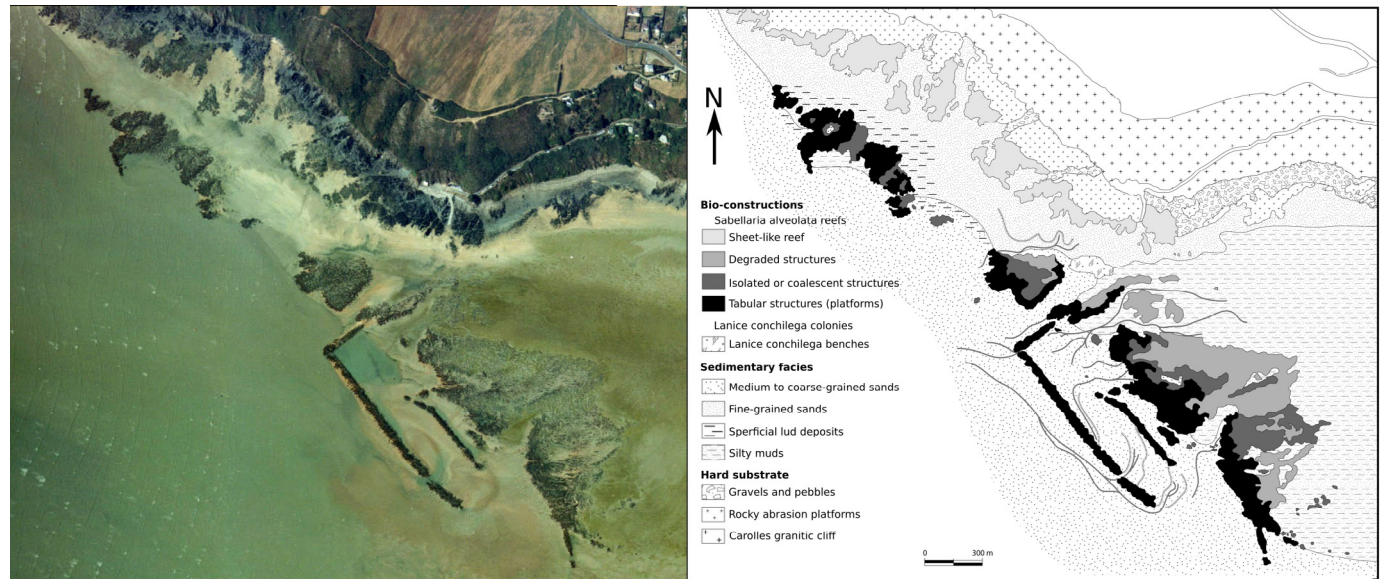 N
Bio-constructions
Sabellaria alveolata reefs
Sheet-like reef
Degraded structures
Isolated or coalescent structures
Tabular structures (platforms)
Lanice conchilega colonies
Lanice conchilega benches
Sedimentary facies
Medium to coarse-grained sands
Fine-grained sands
Sperficial lud deposits
Silty muds
Hard substrate
Gravels and pebbles
Rocky abrasion platforms
Carolles granitic cliff
0 300 m